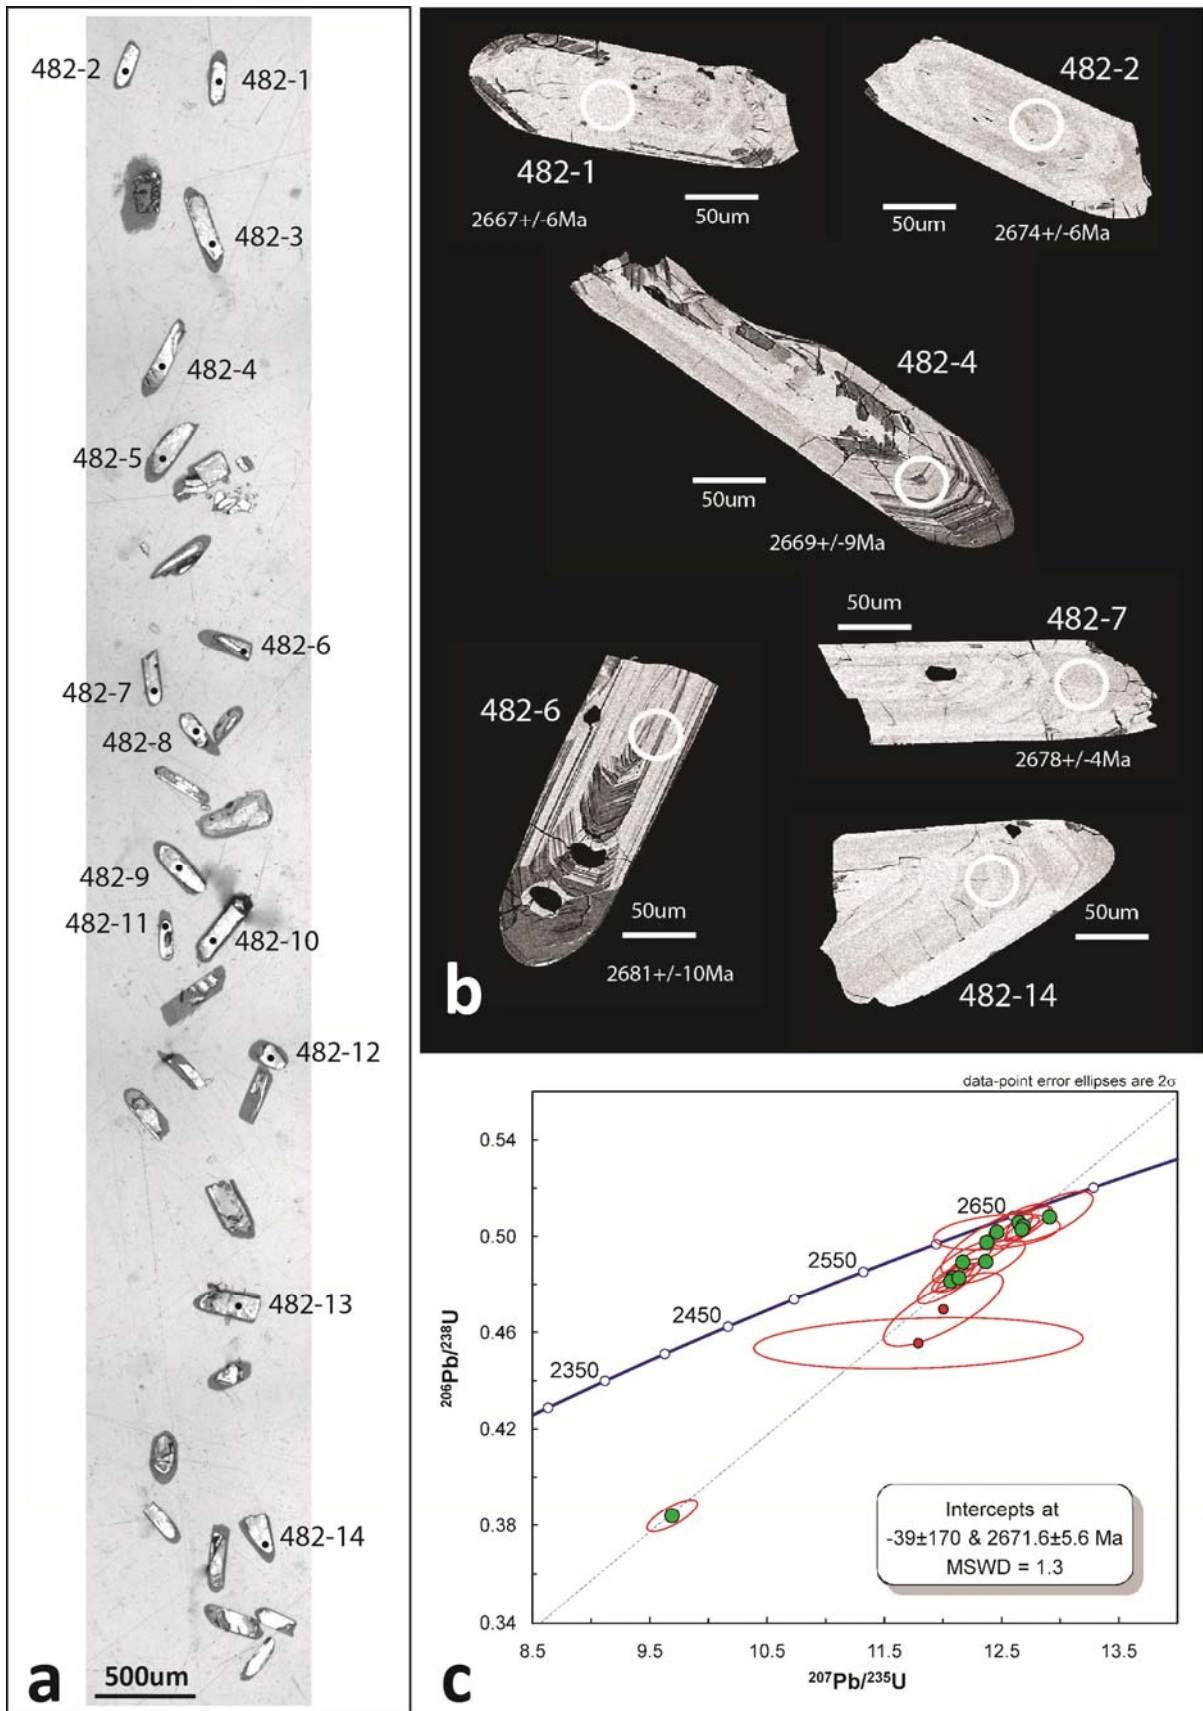 482-2
482-1
482-3
482-4
482-5
482-6
482-7
482-8
482-9
482-11
482-10
482-12
482-13
482-14
500um
a
482-1
50um
2667+/-6Ma
482-2
50um
2674+/-6Ma
482-4
50um
2669+/-9Ma
50um
482-7
2678+/-4Ma
482-6
50um
2681+/-10Ma
50um
482-14
b
data-point error ellipses are 2σ
0.54
0.50
0.46
0.42
0.38
0.34
²⁰⁶Pb/²³⁸U
2650
2550
2450
2350
Intercepts at
-39±170 & 2671.6±5.6 Ma
MSWD = 1.3
8.5 9.5 10.5 11.5 12.5 13.5
²⁰⁷Pb/²³⁵U
c